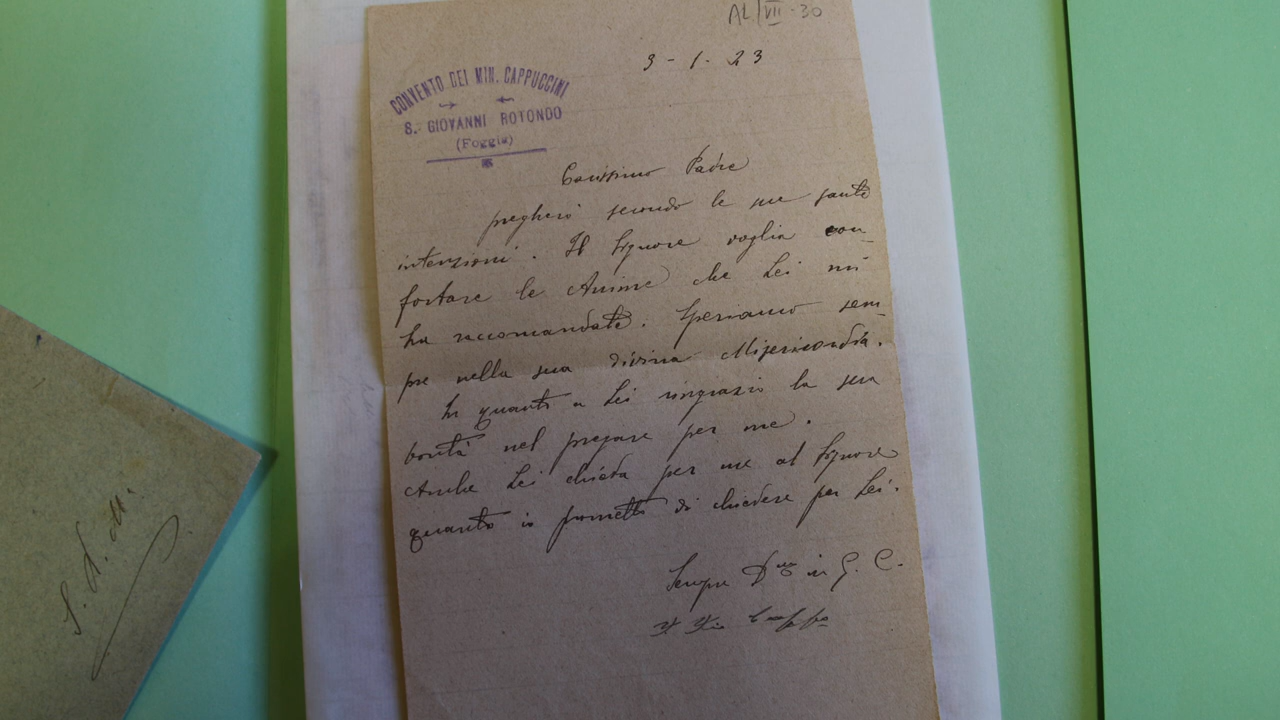 AL VII-30
3-1-23
CONVENTO DEI MIN. CAPPUCCINI
S. GIOVANNI ROTONDO
(Foggia)
Carissimo Padre
pregherò secondo le sue sante
intenzioni. Il Signore voglia con-
fortare le Anime che Lei mi
ha raccomandate. Speriamo sem-
pre nella sua divina Misericordia.
In quanto a Lei ringrazio la sua
bontà nel pregare per me.
Anche Lei chieda per me al Signore
quanto io prometto di chiedere per Lei.
Sempre D.mo in G. C.
P Pio Capp.o
S. A.